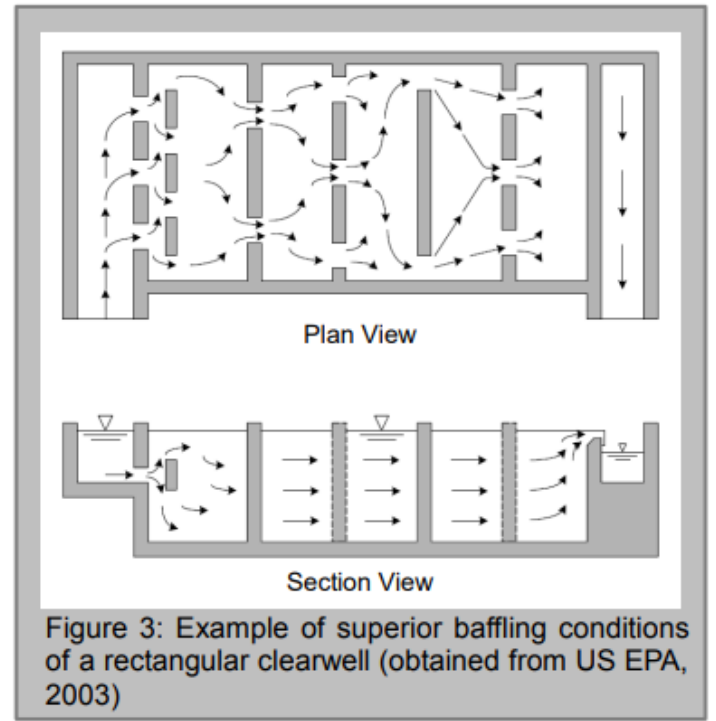 Plan View
Section View
Figure 3: Example of superior baffling conditions
of a rectangular clearwell (obtained from US EPA,
2003)